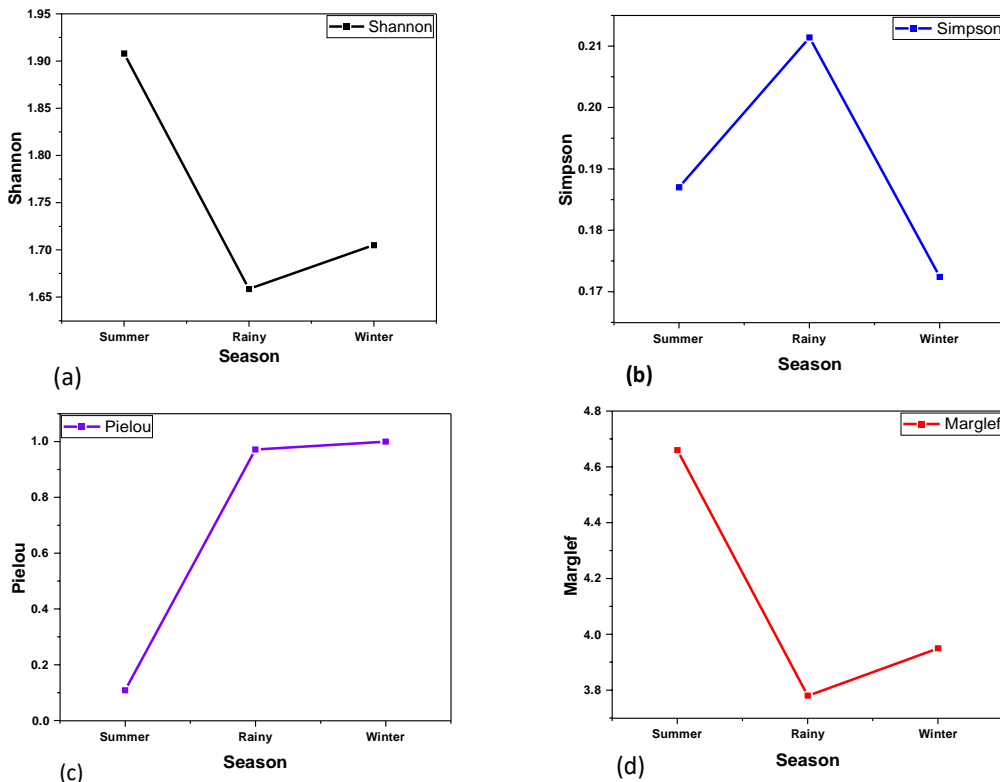 Shannon
1.95
1.90
1.85
1.80
1.75
1.70
1.65
Shannon
Summer
Rainy
Winter
Season
(a)
Simpson
0.21
0.20
0.19
0.18
0.17
Simpson
Summer
Rainy
Winter
Season
(b)
Pielou
1.0
0.8
0.6
0.4
0.2
0.0
Pielou
Summer
Rainy
Winter
Season
(c)
Marglef
4.8
4.6
4.4
4.2
4.0
3.8
Marglef
Summer
Rainy
Winter
Season
(d)